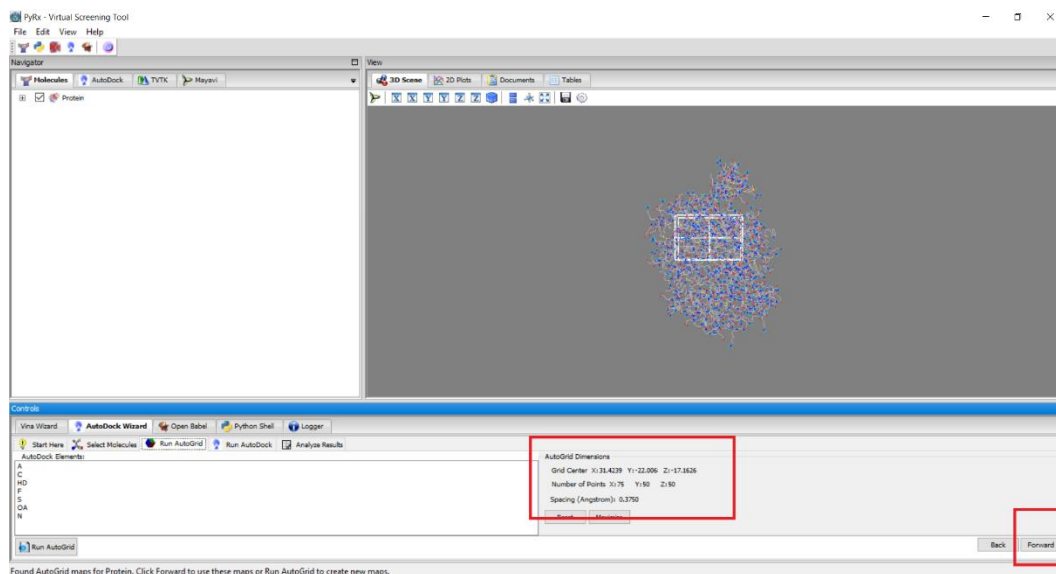 PyRx - Virtual Screening Tool
File Edit View Help
Navigator
View
Molecules AutoDock TVTK Mayavi
3D Scene 2D Plots Documents Tables
Protein
X X Y Y Z Z
Controls
Vina Wizard AutoDock Wizard Open Babel Python Shell Logger
Start Here Select Molecules Run AutoGrid Run AutoDock Analyze Results
AutoDock Elements:
AutoGrid Dimensions
A
C
HD
F
S
OA
N
Grid Center X:31.4239 Y:-22.006 Z:-17.1626
Number of Points X:75 Y:50 Z:50
Spacing (Angstrom): 0.3750
Reset Maximize
Run AutoGrid
Back Forward
Found AutoGrid maps for Protein. Click Forward to use these maps or Run AutoGrid to create new maps.